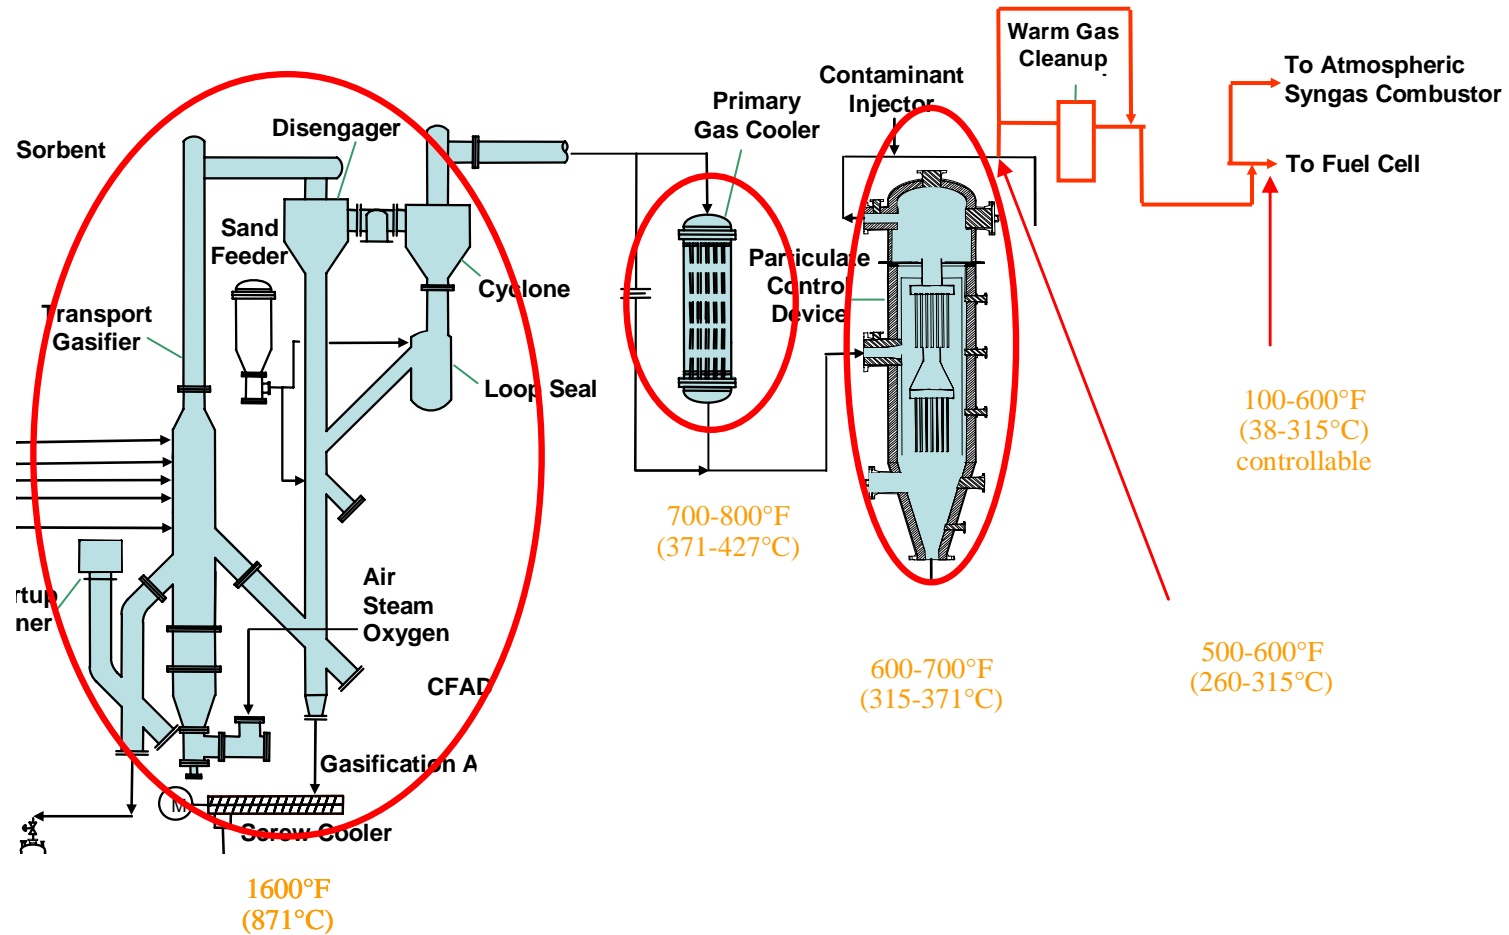 Warm Gas
Cleanup
To Atmospheric
Syngas Combustor
Contaminant
Injector
Primary
Gas Cooler
Disengager
Sorbent
To Fuel Cell
Sand
Feeder
Particulate
Control
Device
Cyclone
Transport
Gasifier
Loop Seal
100-600°F
(38-315°C)
controllable
700-800°F
(371-427°C)
Air
Steam
Oxygen
rtup
ner
600-700°F
(315-371°C)
500-600°F
(260-315°C)
CFAD
Gasification A
M
Screw Cooler
1600°F
(871°C)